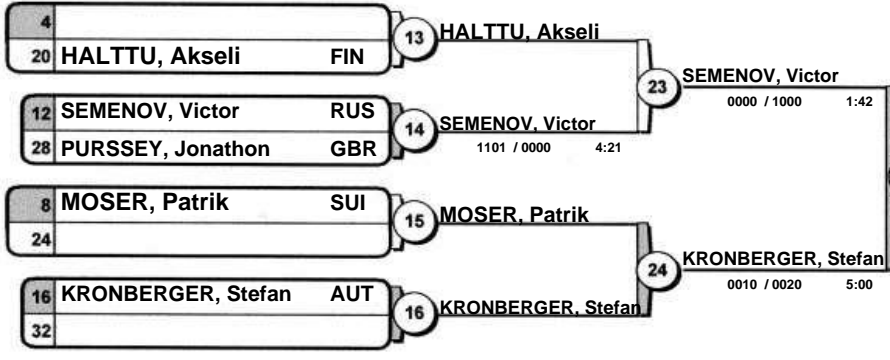 4
20 HALTTU, Akseli FIN
13 HALTTU, Akseli
12 SEMENOV, Victor RUS
28 PURSSEY, Jonathon GBR
14 SEMENOV, Victor
1101 / 0000 4:21
23 SEMENOV, Victor
0000 / 1000 1:42
8 MOSER, Patrik SUI
24
15 MOSER, Patrik
16 KRONBERGER, Stefan AUT
32
16 KRONBERGER, Stefan
24 KRONBERGER, Stefan
0010 / 0020 5:00